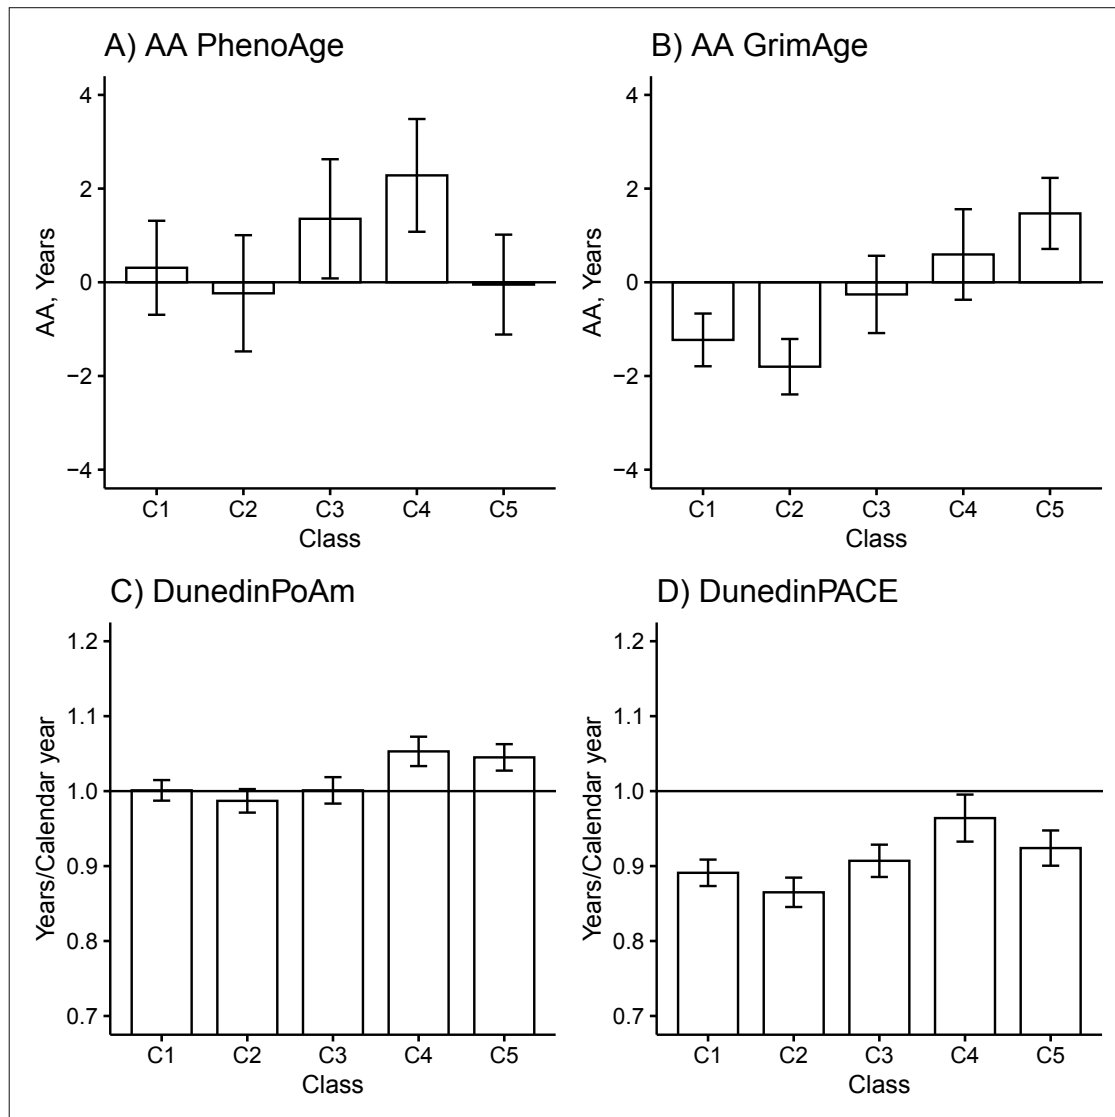 A) AA PhenoAge
AA, Years
4
2
0
−2
−4
C1 C2 C3 C4 C5
Class
B) AA GrimAge
AA, Years
4
2
0
−2
−4
C1 C2 C3 C4 C5
Class
C) DunedinPoAm
Years/Calendar year
1.2
1.1
1.0
0.9
0.8
0.7
C1 C2 C3 C4 C5
Class
D) DunedinPACE
Years/Calendar year
1.2
1.1
1.0
0.9
0.8
0.7
C1 C2 C3 C4 C5
Class